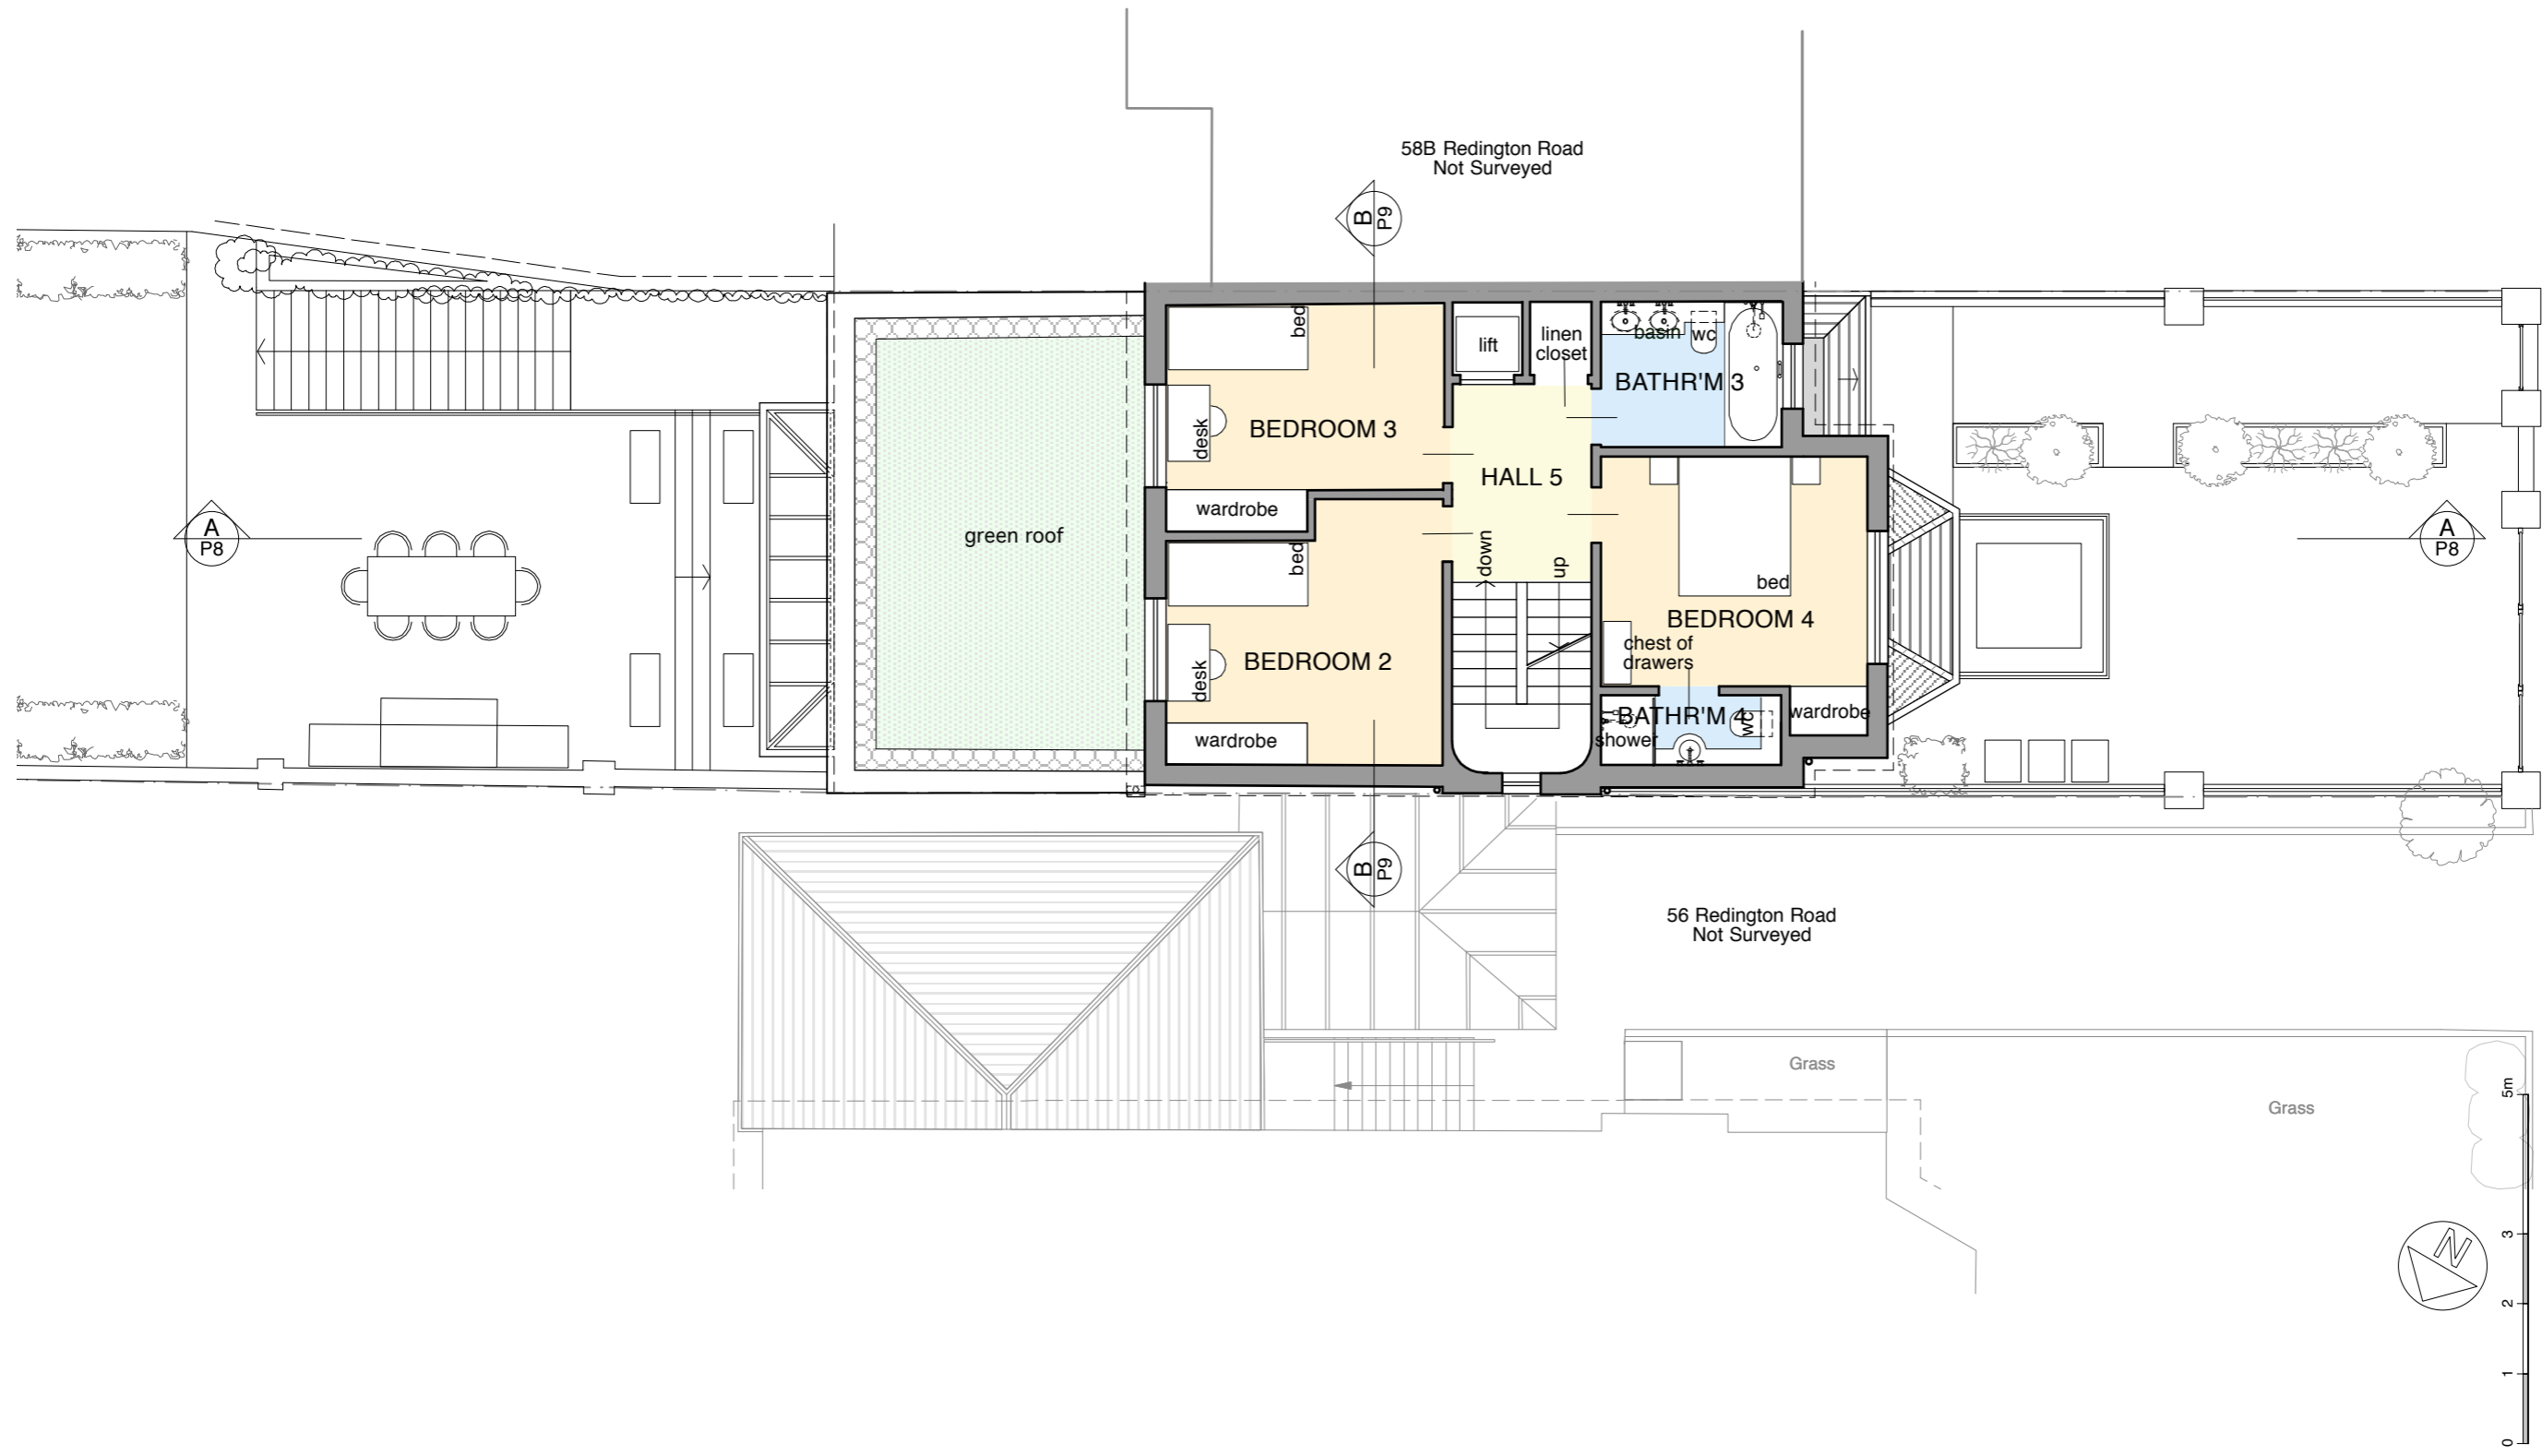 58B Redington Road
Not Surveyed
B
P9
bed
lift
linen
closet
basin
wc
BATHR'M 3
desk
BEDROOM 3
HALL 5
wardrobe
green roof
A
P8
A
P8
down
up
bed
bed
BEDROOM 4
chest of
drawers
desk
BEDROOM 2
BATHR'M 4
wc
wardrobe
shower
wardrobe
B
P9
56 Redington Road
Not Surveyed
Grass
Grass
5m
3
2
1
0
N